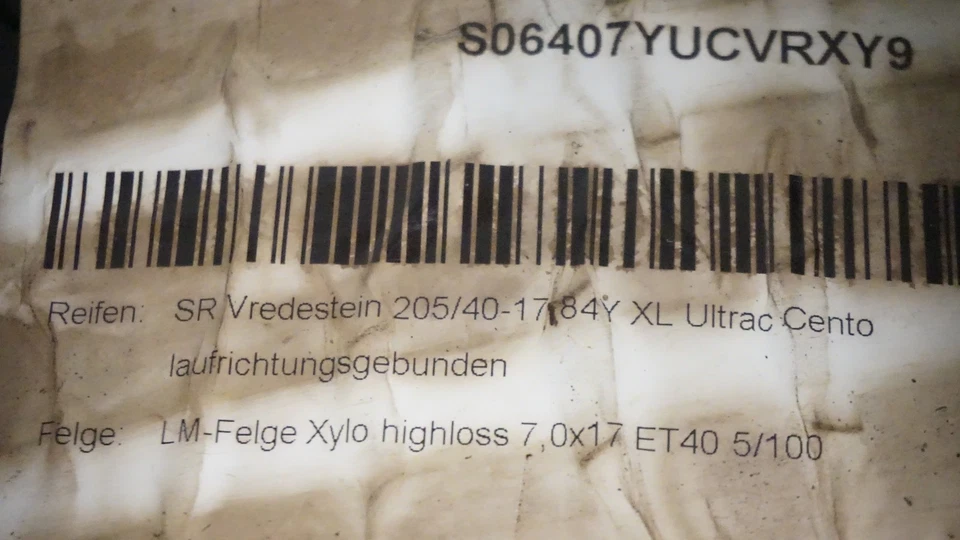 S06407YUCVRXY9
Reifen: SR Vredestein 205/40-17 84Y XL Ultrac Cento
laufrichtungsgebunden
Felge: LM-Felge Xylo highloss 7,0x17 ET40 5/100